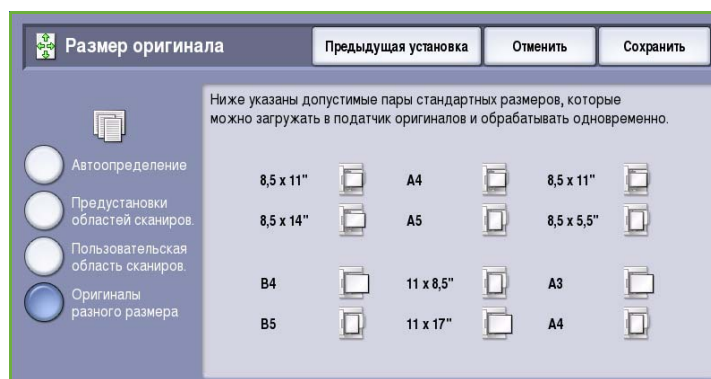 Размер оригинала
Предыдущая установка
Отменить
Сохранить
Ниже указаны допустимые пары стандартных размеров, которые
можно загружать в податчик оригиналов и обрабатывать одновременно.
Автоопределение
Предустановки
областей сканиров.
Пользовательская
область сканиров.
Оригиналы
разного размера
8,5 x 11" A4 8,5 x 11"
8,5 x 14" A5 8,5 x 5,5"
B4 11 x 8,5" A3
B5 11 x 17" A4